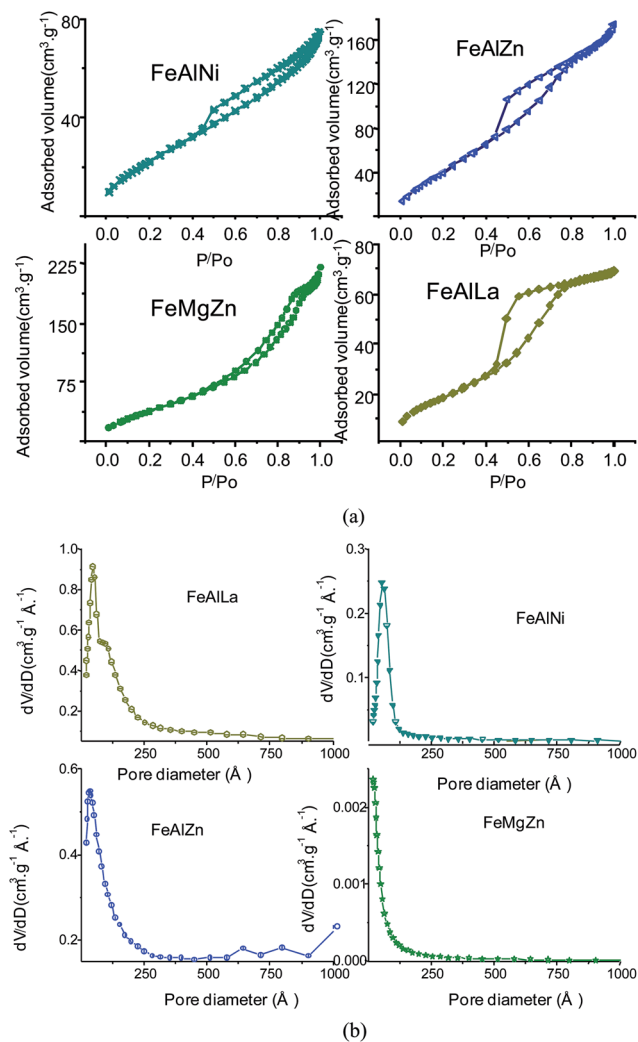 80
40
0
Adsorbed volume(cm³.g-¹)
FeAlNi
0.0 0.2 0.4 0.6 0.8 1.0
P/Po
160
120
80
40
Adsorbed volume(cm³.g-¹)
FeAlZn
0.0 0.2 0.4 0.6 0.8 1.0
P/Po
225
150
75
Adsorbed volume(cm³.g-¹)
FeMgZn
0.0 0.2 0.4 0.6 0.8 1.0
P/Po
80
60
40
20
Adsorbed volume(cm³.g-¹)
FeAlLa
0.0 0.2 0.4 0.6 0.8 1.0
P/Po
(a)
1.0
0.8
0.6
0.4
0.2
dV/dD(cm³.g-¹ Å.-¹)
FeAlLa
250 500 750 1000
Pore diameter (Å )
0.3
0.2
0.1
0.0
dV/dD(cm³.g-¹ Å.-¹)
FeAlNi
250 500 750 1000
Pore diameter (Å )
0.6
0.4
0.2
dV/dD(cm³.g-¹ Å.-¹)
FeAlZn
250 500 750 1000
Pore diameter (Å )
0.002
0.001
0.000
dV/dD(cm³.g-¹ Å.-¹)
FeMgZn
250 500 750 1000
Pore diameter (Å )
(b)